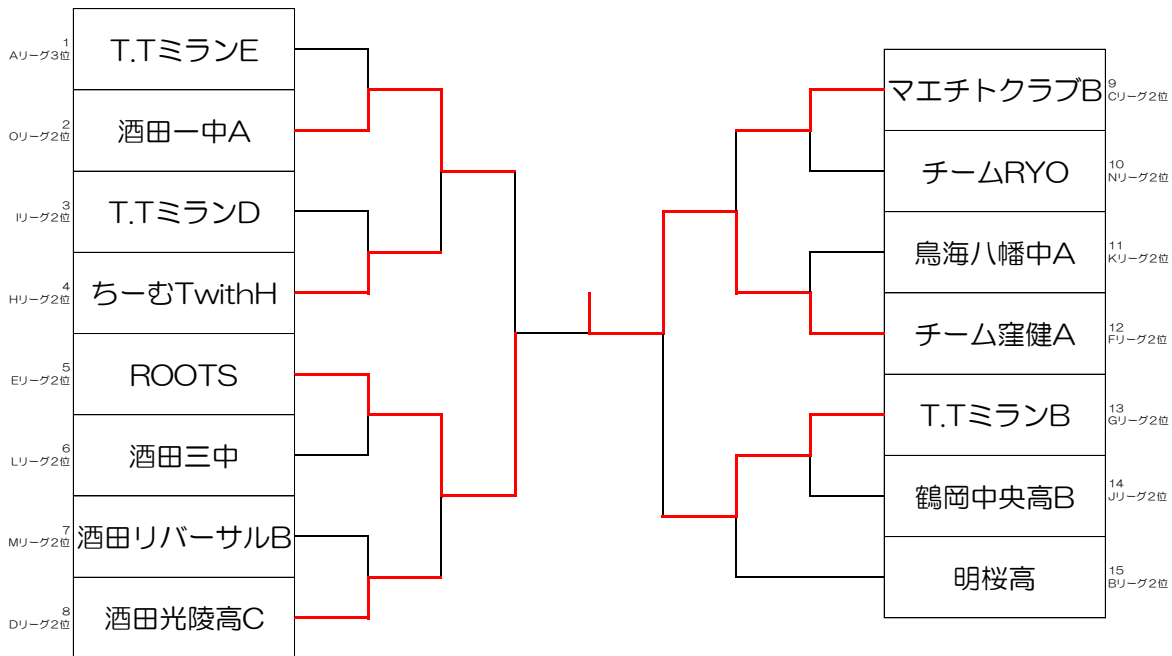 1
Aリーグ3位
T.TミランE
2
Oリーグ2位
酒田一中A
3
Iリーグ2位
T.TミランD
4
Hリーグ2位
ちーむTwithH
5
Eリーグ2位
ROOTS
6
Lリーグ2位
酒田三中
7
Mリーグ2位
酒田リバーサルB
8
Dリーグ2位
酒田光陵高C
マエチトクラブB
9
Cリーグ2位
チームRYO
10
Nリーグ2位
鳥海八幡中A
11
Kリーグ2位
チーム窪健A
12
Fリーグ2位
T.TミランB
13
Gリーグ2位
鶴岡中央高B
14
Jリーグ2位
明桜高
15
Bリーグ2位